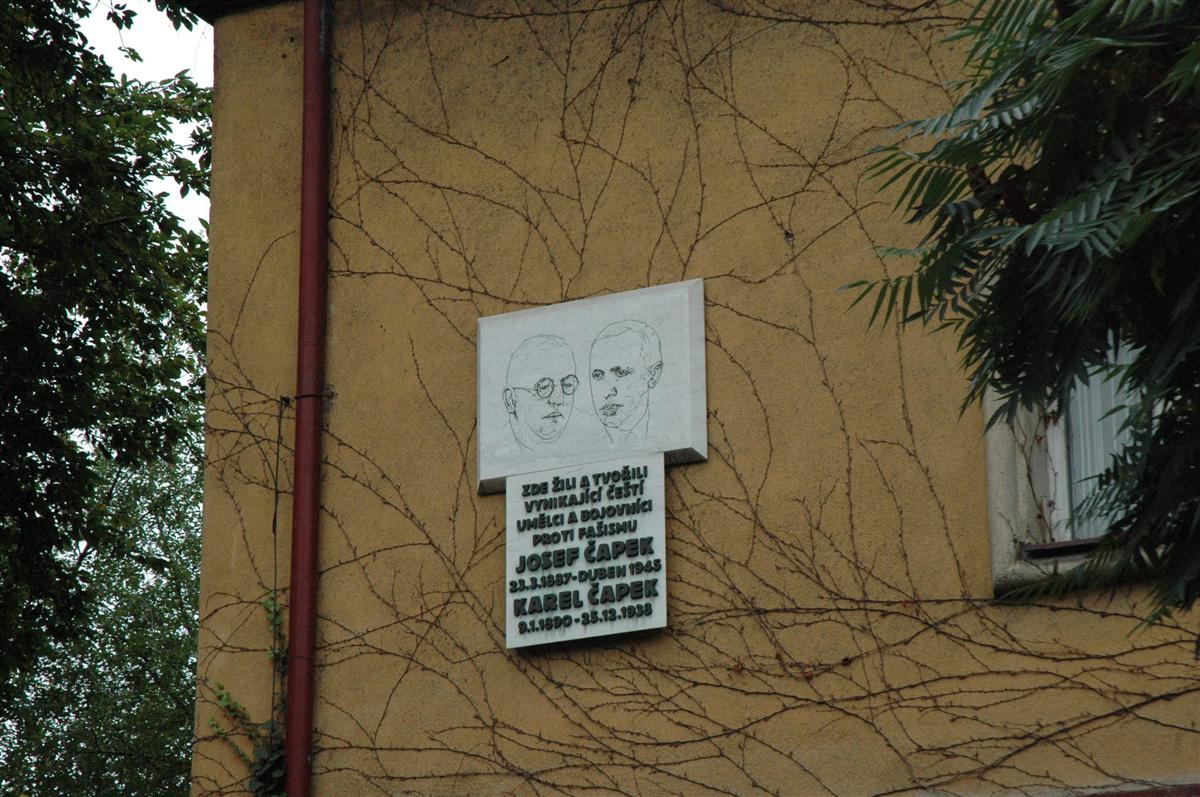 ZDE ŽILI A TVOŘILI
VYNIKAJÍCÍ ČEŠTÍ
UMĚLCI A BOJOVNÍCI
PROTI FAŠISMU
JOSEF ČAPEK
23.3.1887-DUBEN 1945
KAREL ČAPEK
9.1.1890-25.12.1938